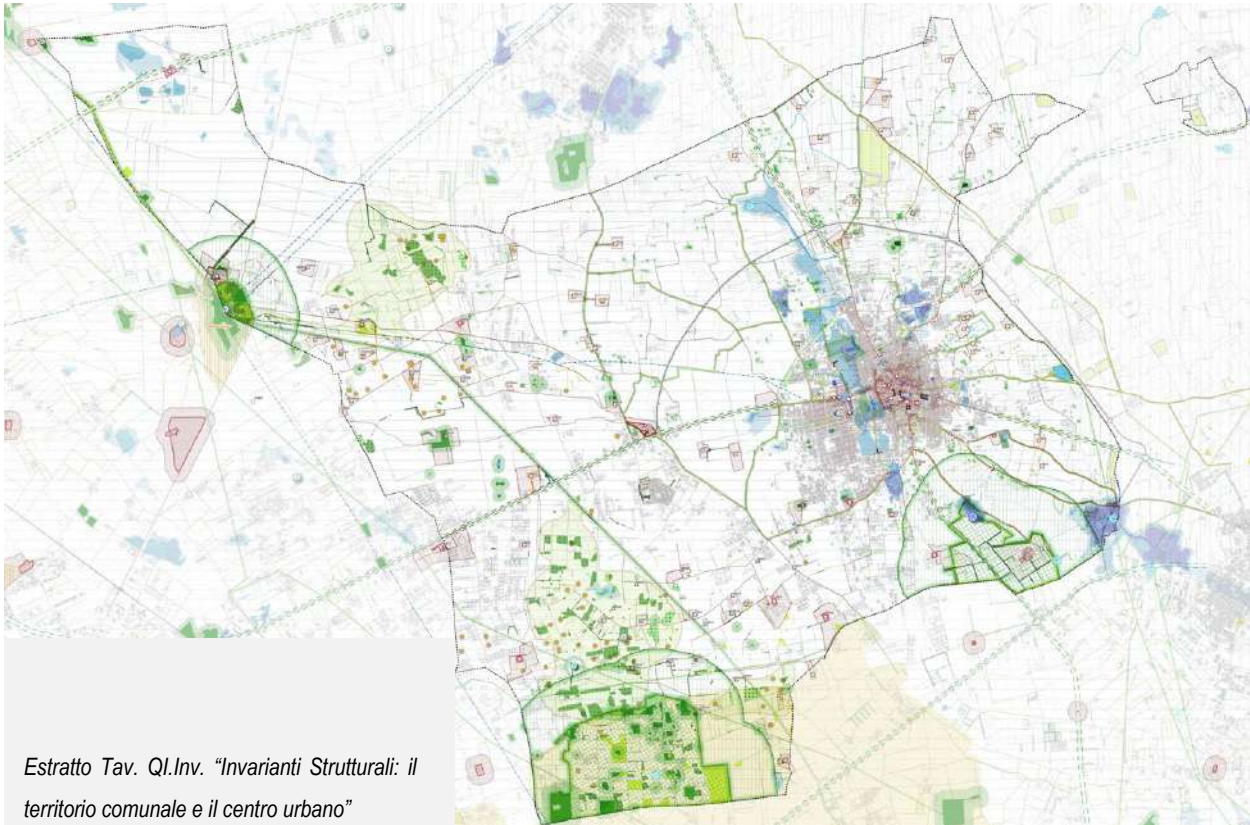 Estratto Tav. QI.Inv. “Invarianti Strutturali: il
territorio comunale e il centro urbano”